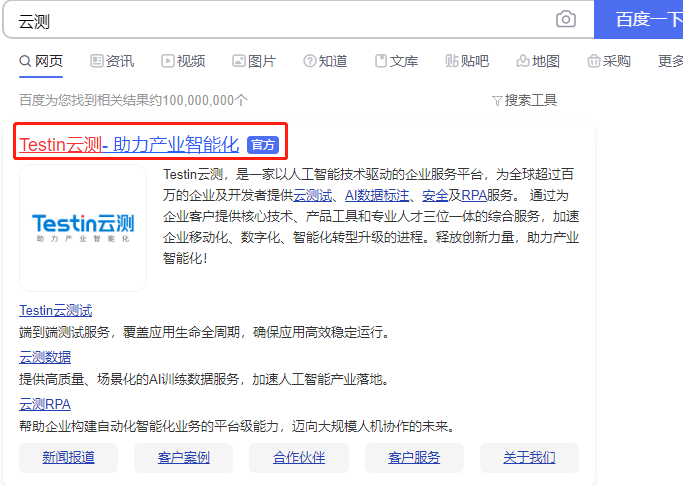 云测
百度一下
网页 资讯 视频 图片 知道 文库 贴吧 地图 采购 更多
百度为您找到相关结果约100,000,000个 搜索工具
Testin云测- 助力产业智能化 官方
Testin云测，是一家以人工智能技术驱动的企业服务平台，为全球超过百
万的企业及开发者提供云测试、AI数据标注、安全及RPA服务。 通过为
企业客户提供核心技术、产品工具和专业人才三位一体的综合服务，加速
企业移动化、数字化、智能化转型升级的进程。释放创新力量，助力产业
智能化！
Testin云测
助力产业智能化
Testin云测试
端到端测试服务，覆盖应用生命全周期，确保应用高效稳定运行。
云测数据
提供高质量、场景化的AI训练数据服务，加速人工智能产业落地。
云测RPA
帮助企业构建自动化智能化业务的平台级能力，迈向大规模人机协作的未来。
新闻报道 客户案例 合作伙伴 客户服务 关于我们